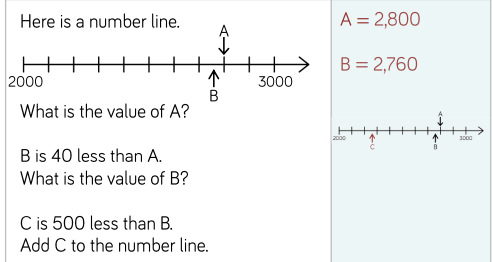 Here is a number line.
A
2000 3000
B
What is the value of A?
B is 40 less than A.
What is the value of B?
C is 500 less than B.
Add C to the number line.
A = 2,800
B = 2,760
A
2000 3000
C B